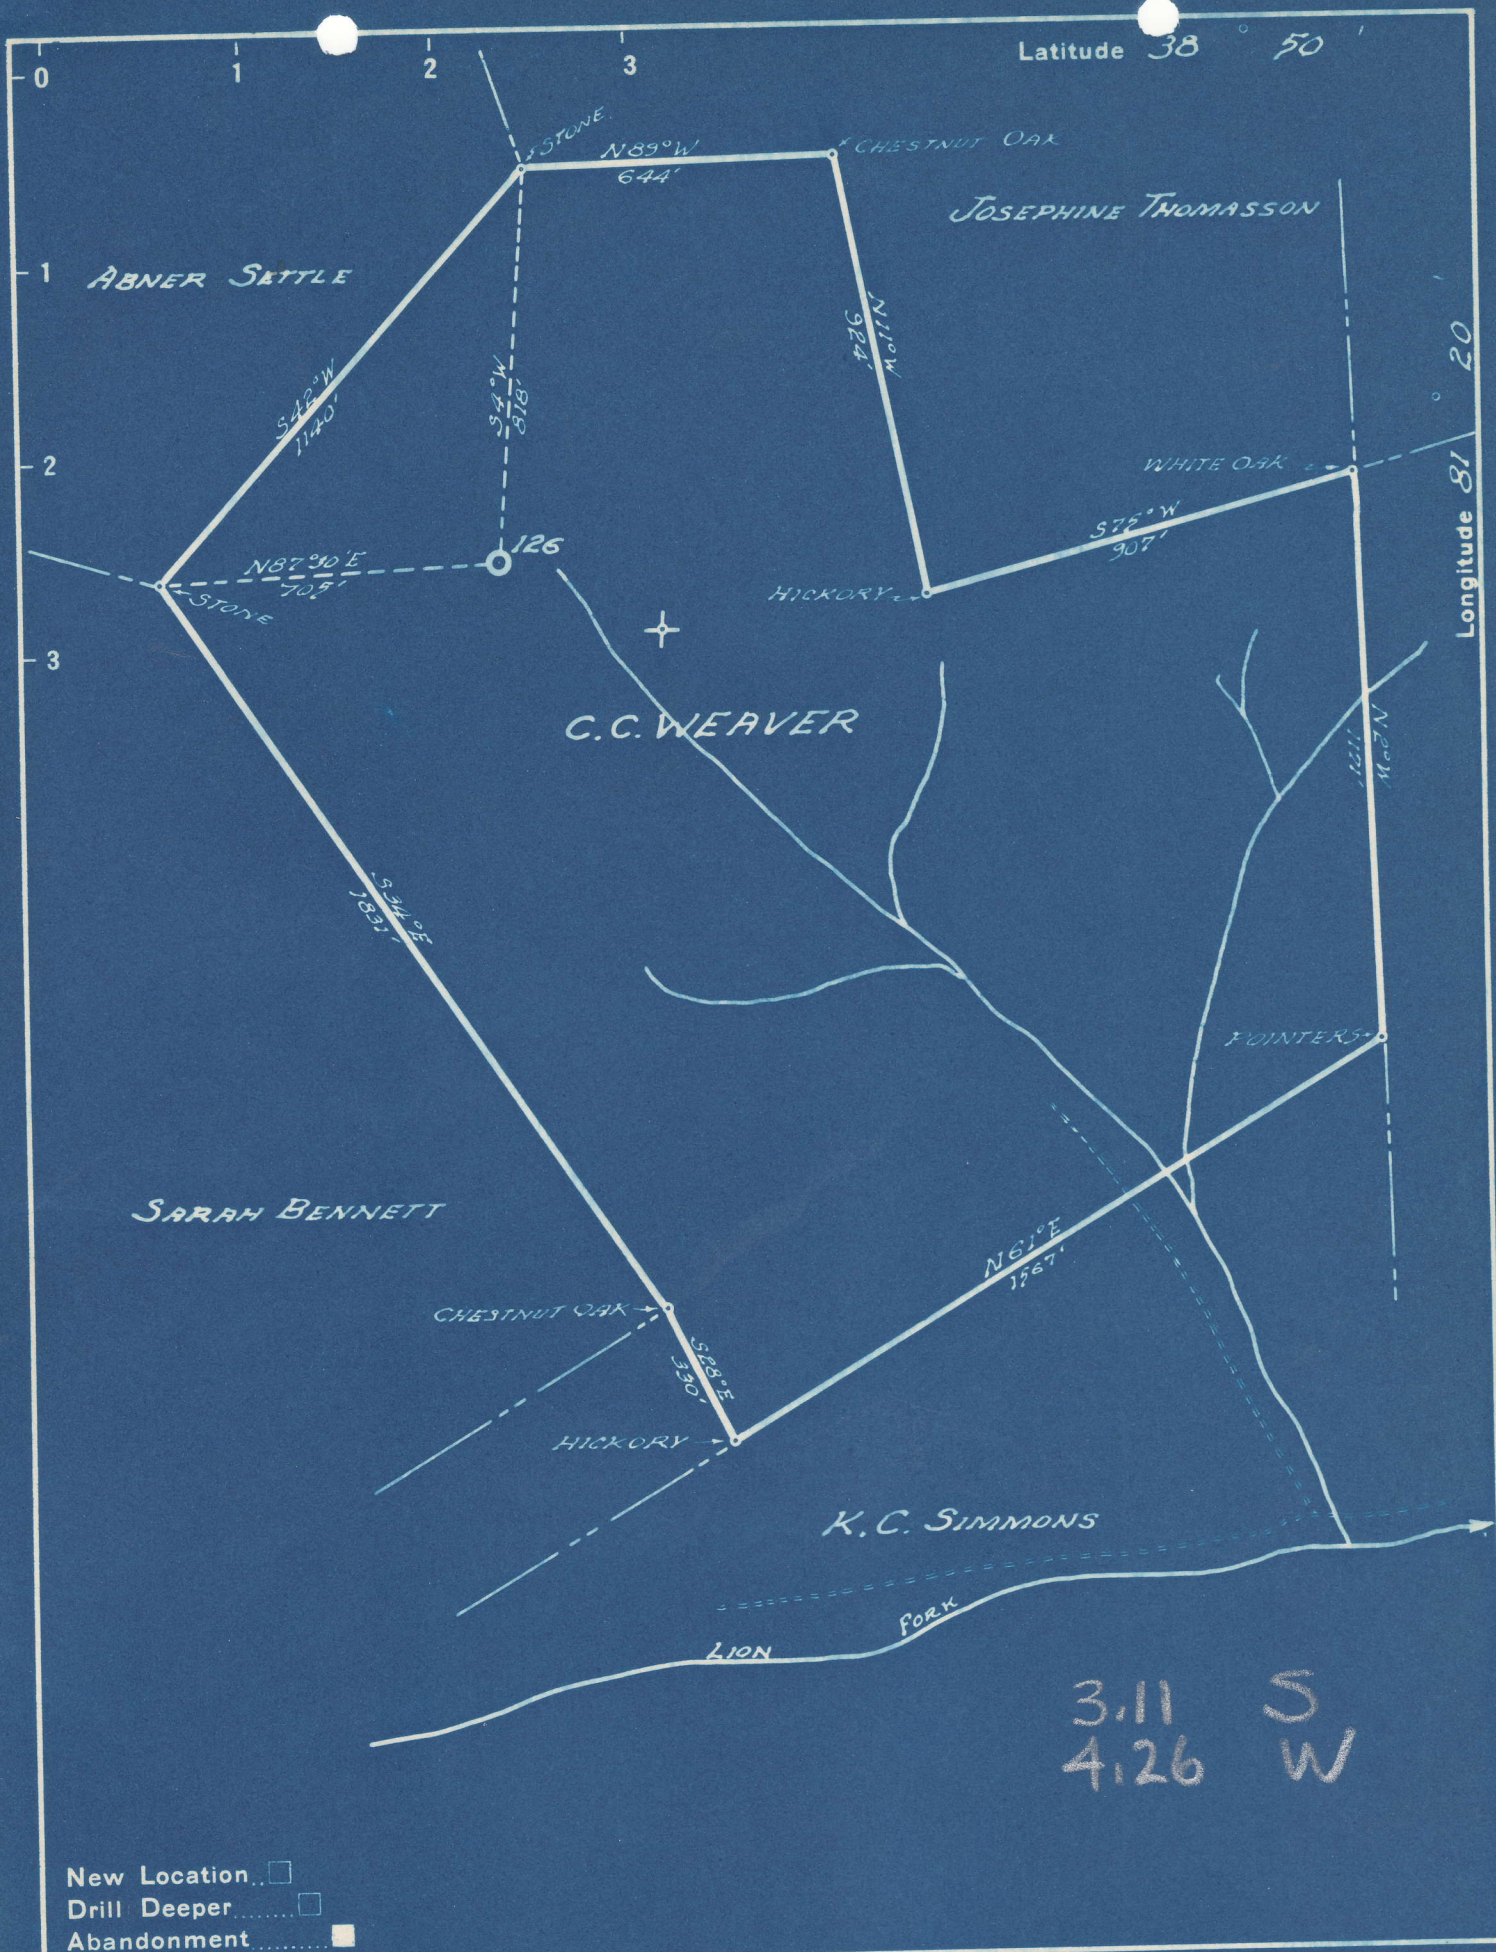 Latitude 38 ° 50 '
0 1 2 3
STONE
N89°W
644'
CHESTNUT OAK
JOSEPHINE THOMASSON
1
ABNER SETTLE
N11°W
924'
Longitude 81 ° 20
S42°W
1140'
S4°W
818'
2
WHITE OAK
S75°W
907'
126
N87°30'E
705'
STONE
HICKORY
3
C.C. WEAVER
N2°W
1121'
S34°E
1831'
POINTERS
SARAH BENNETT
N61°E
1567'
CHESTNUT OAK
S28°E
330'
HICKORY
K.C. SIMMONS
LION FORK
3.11 S
4.26 W
New Location..
Drill Deeper........
Abandonment..........